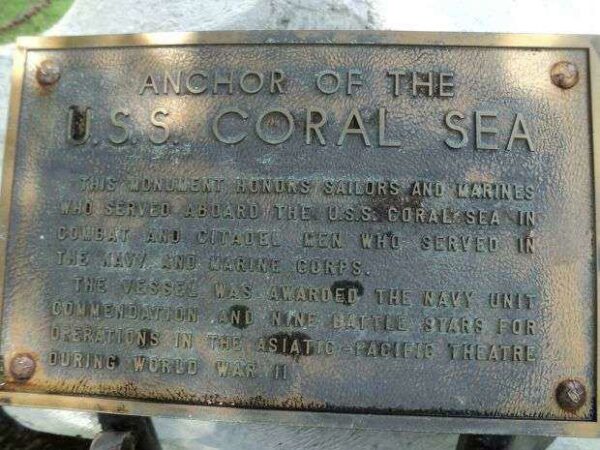 ANCHOR OF THE
U.S.S. CORAL SEA
THIS MONUMENT HONORS SAILORS AND MARINES
WHO SERVED ABOARD THE U.S.S. CORAL SEA IN
COMBAT AND CITADEL MEN WHO SERVED IN
THE NAVY AND MARINE CORPS.
THE VESSEL WAS AWARDED THE NAVY UNIT
COMMENDATION AND NINE BATTLE STARS FOR
OPERATIONS IN THE ASIATIC-PACIFIC THEATRE
DURING WORLD WAR II